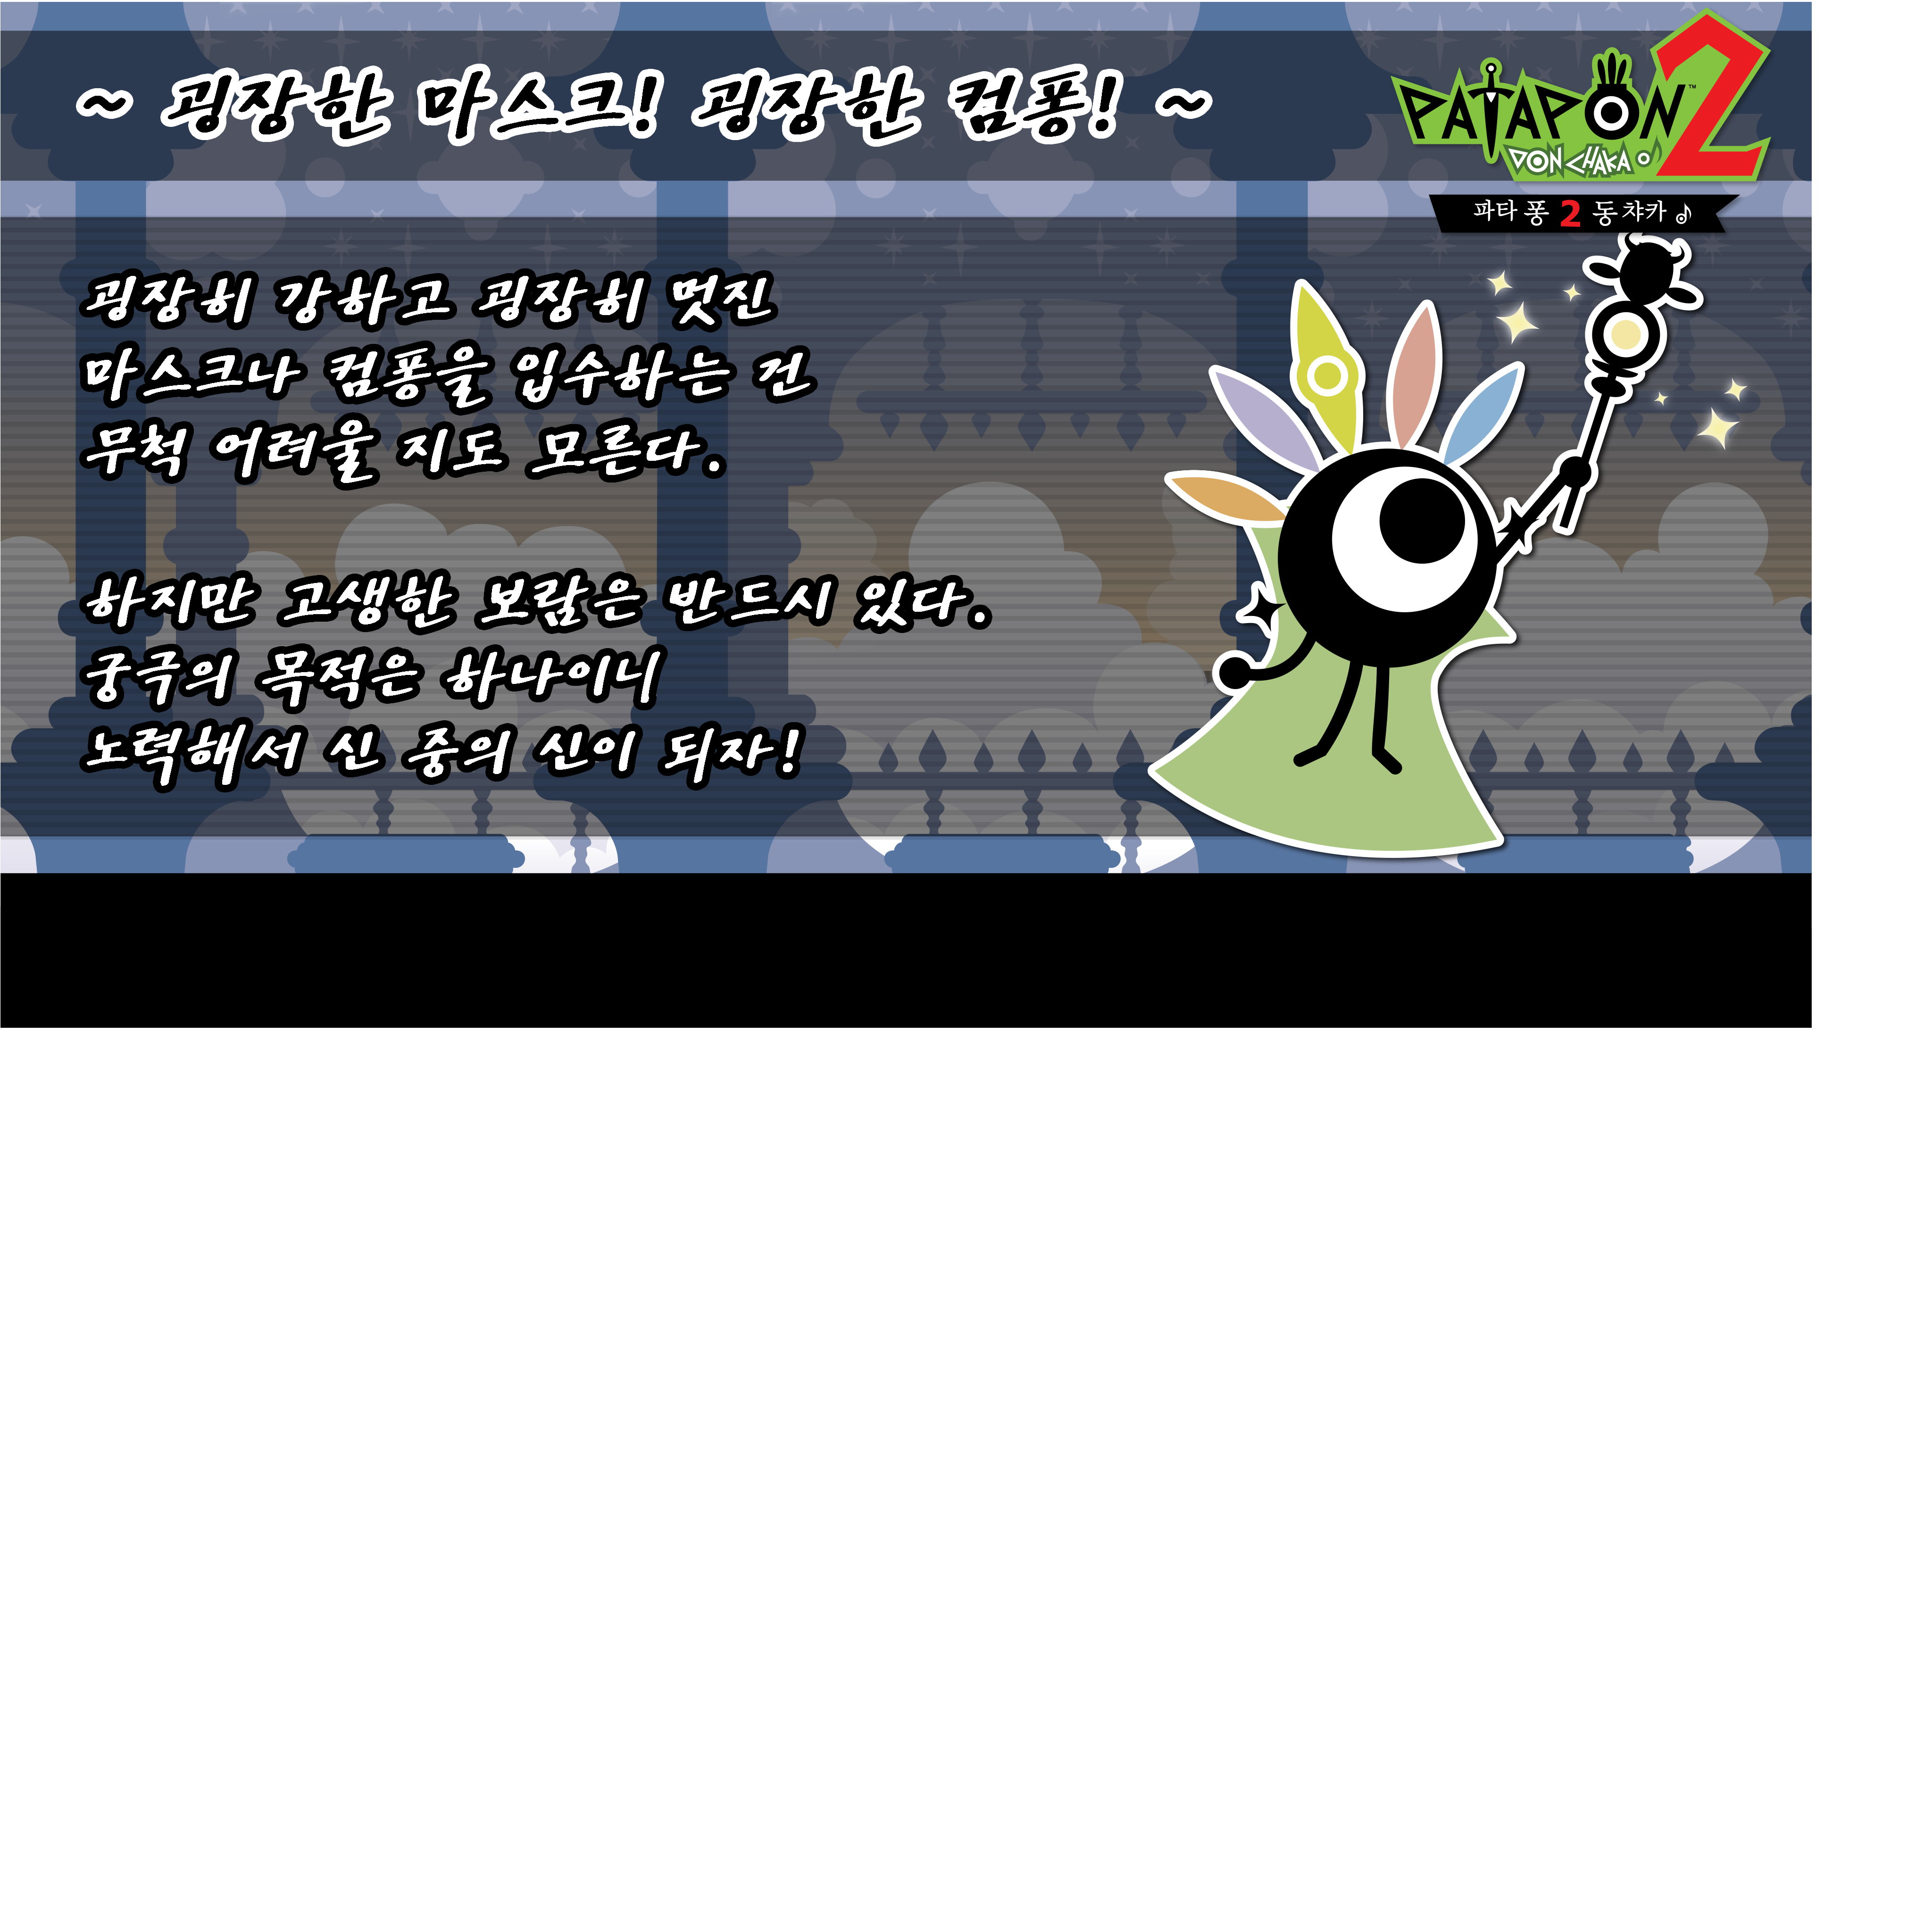 ~ 굉장한 마스크! 굉장한 컴퐁! ~
PATAPON 2™
DONCHAKA♪
파타퐁 2 동챠카♪
굉장히 강하고 굉장히 멋진
마스크나 컴퐁을 입수하는 건
무척 어려울 지도 모른다.
하지만 고생한 보람은 반드시 있다.
궁극의 목적은 하나이니
노력해서 신 중의 신이 되자!